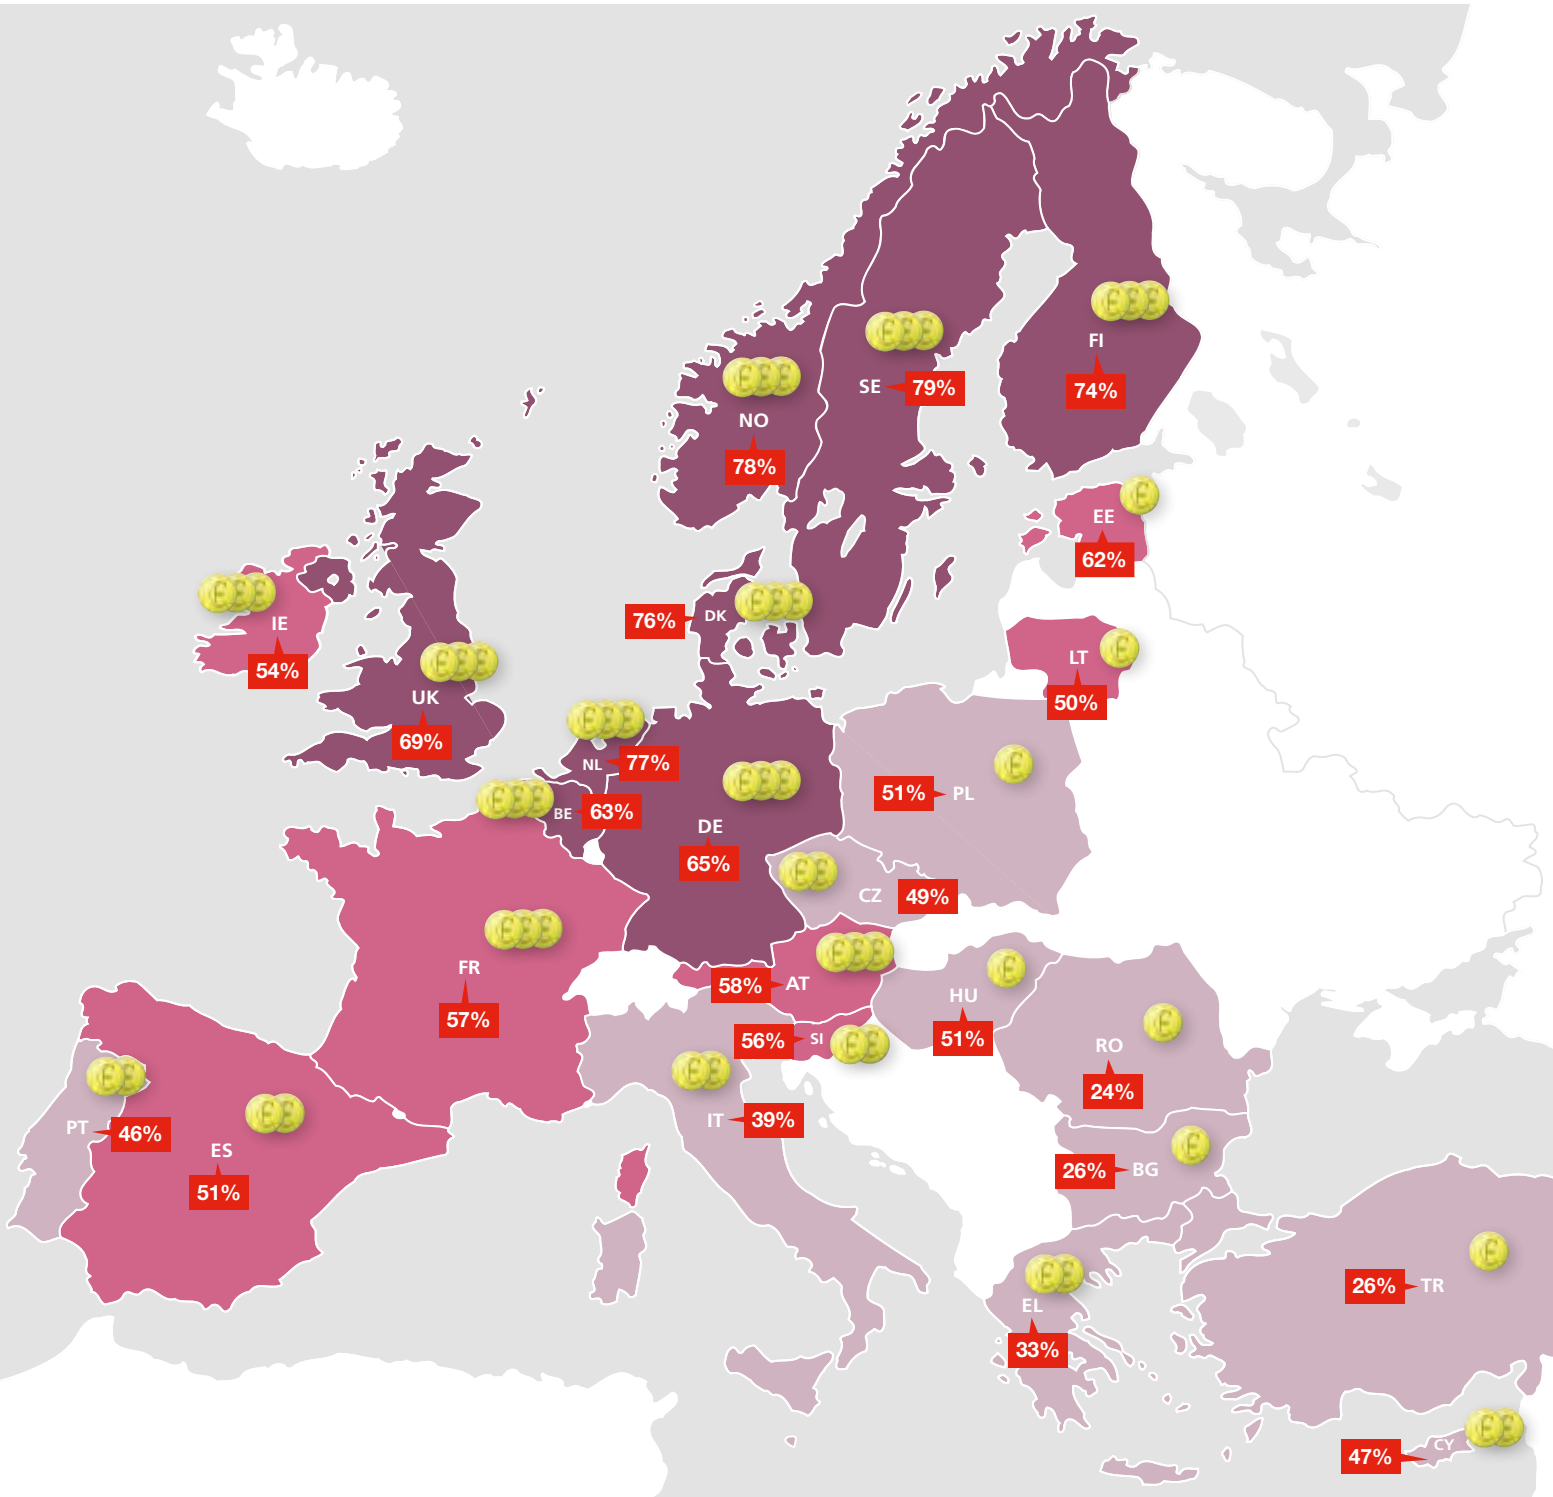 FI
74%
SE
79%
NO
78%
EE
62%
IE
54%
DK
76%
LT
50%
UK
69%
NL
77%
BE
63%
DE
65%
PL
51%
CZ
49%
FR
57%
AT
58%
HU
51%
SI
56%
RO
24%
PT
46%
ES
51%
IT
39%
BG
26%
EL
33%
TR
26%
CY
47%